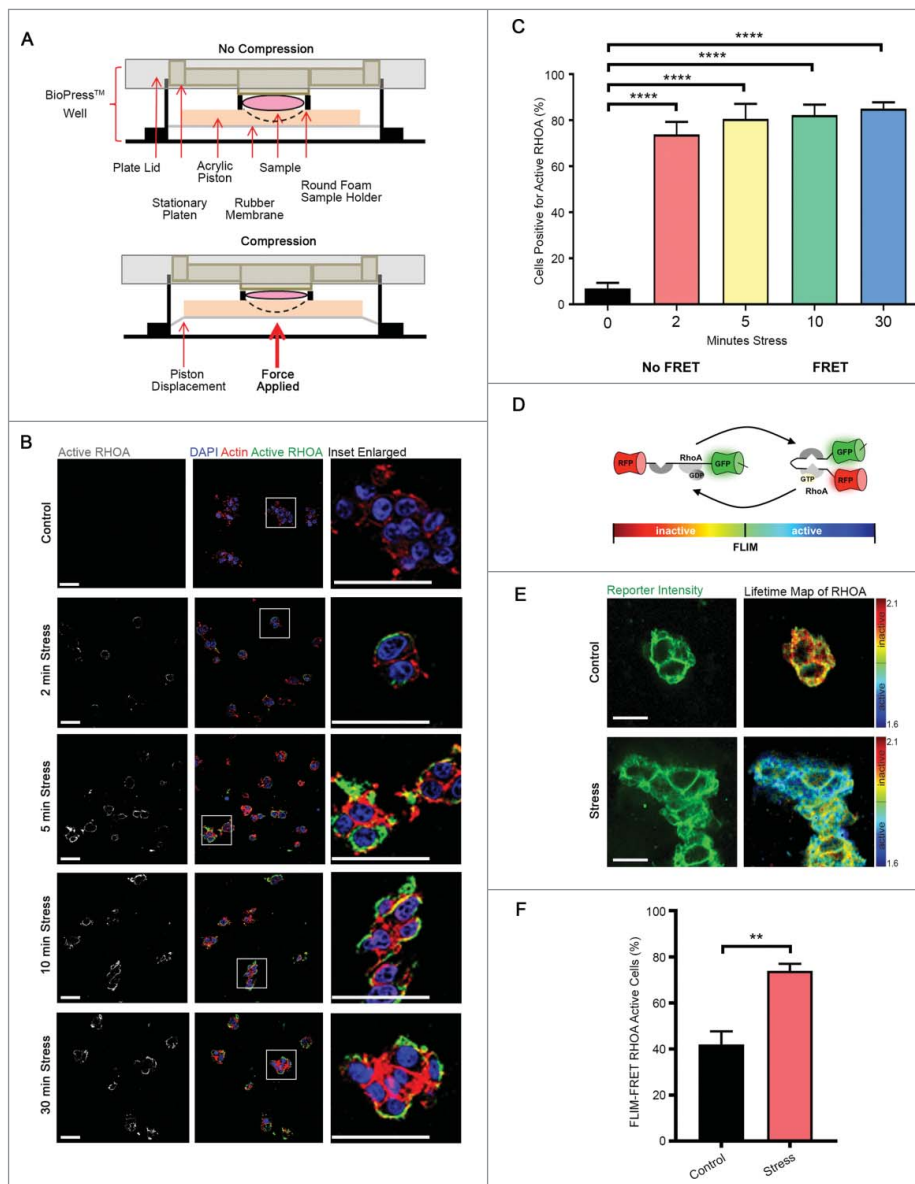 A
No Compression
BioPress™
Well
Plate Lid
Acrylic
Piston
Sample
Round Foam
Sample Holder
Stationary
Platen
Rubber
Membrane
Compression
Piston
Displacement
Force
Applied
B
Active RHOA
DAPI Actin Active RHOA
Inset Enlarged
Control
2 min Stress
5 min Stress
10 min Stress
30 min Stress
C
****
****
****
****
Cells Positive for Active RHOA (%)
100
80
60
40
20
0
0 2 5 10 30
Minutes Stress
No FRET
FRET
D
RFP
RhoA
GDP
GFP
GFP
GTP
RFP
RhoA
inactive
active
FLIM
E
Reporter Intensity
Lifetime Map of RHOA
Control
2.1
inactive
active
1.6
Stress
2.1
inactive
active
1.6
F
FLIM-FRET RHOA Active Cells (%)
100
80
60
40
20
0
**
Control
Stress